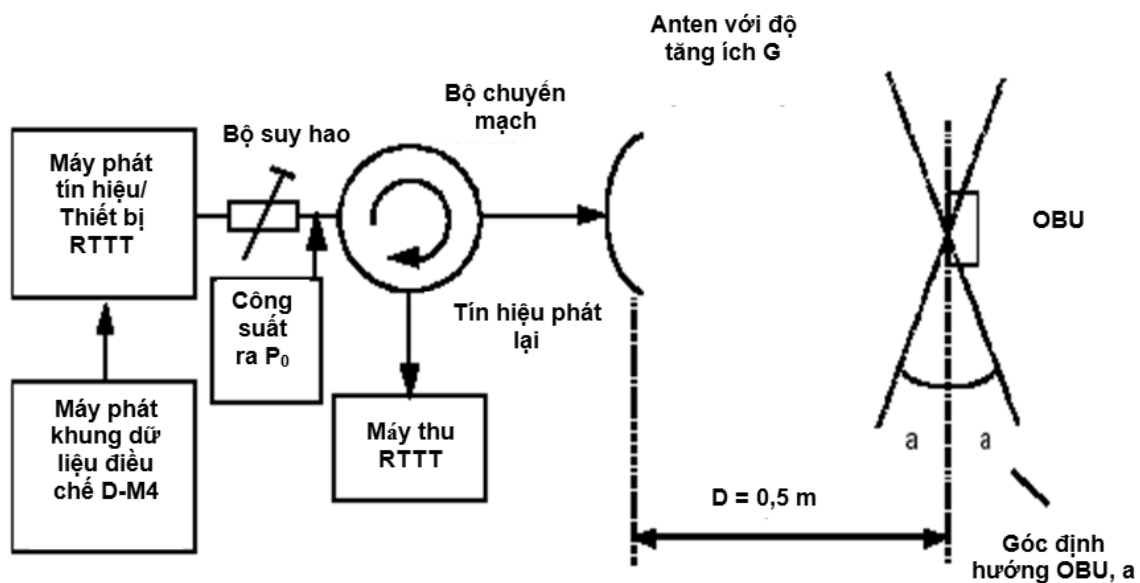 Anten với độ
tăng ích G
Bộ chuyến
mạch
Bộ suy hao
Máy phát
tín hiệu/
Thiết bị
RTTT
OBU
Công
suất
ra P₀
Tín hiệu phát
lại
Máy phát
khung dữ
liệu điều
chế D-M4
Máy thu
RTTT
a
a
D = 0,5 m
Góc định
hướng OBU, a